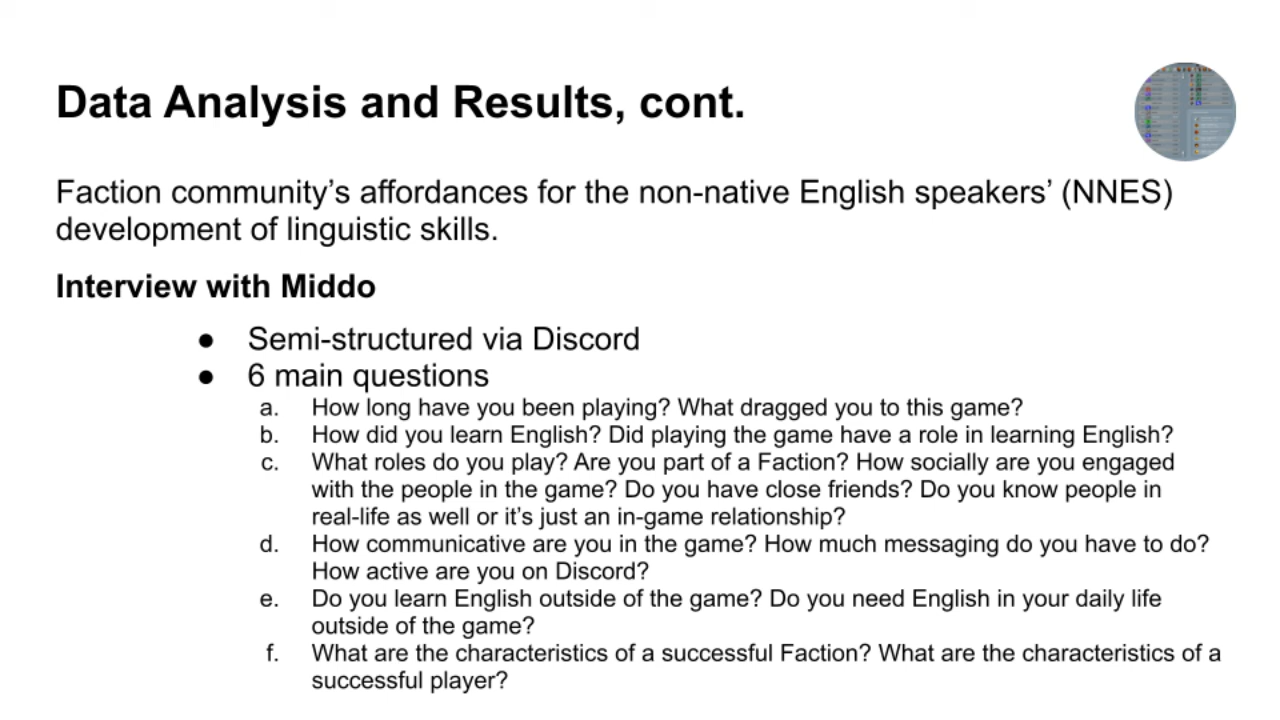 Data Analysis and Results, cont.
Faction community’s affordances for the non-native English speakers’ (NNES)
development of linguistic skills.
Interview with Middo
● Semi-structured via Discord
● 6 main questions
a. How long have you been playing? What dragged you to this game?
b. How did you learn English? Did playing the game have a role in learning English?
c. What roles do you play? Are you part of a Faction? How socially are you engaged
with the people in the game? Do you have close friends? Do you know people in
real-life as well or it’s just an in-game relationship?
d. How communicative are you in the game? How much messaging do you have to do?
How active are you on Discord?
e. Do you learn English outside of the game? Do you need English in your daily life
outside of the game?
f. What are the characteristics of a successful Faction? What are the characteristics of a
successful player?